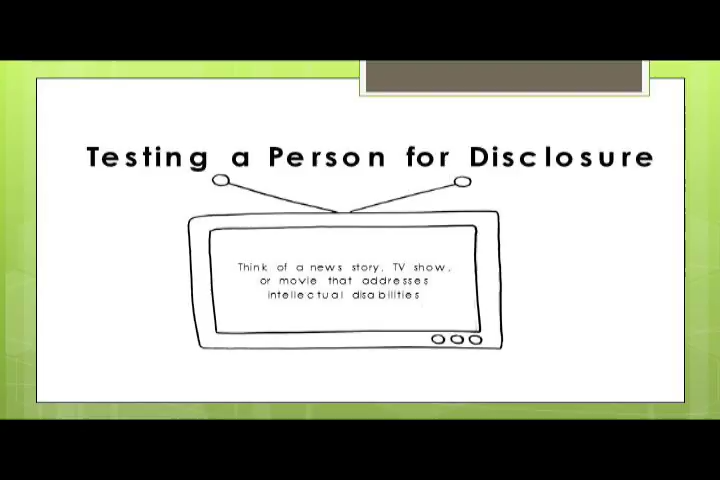 Testing a Person for Disclosure
Think of a news story, TV show,
or movie that addresses
intellectual disabilities